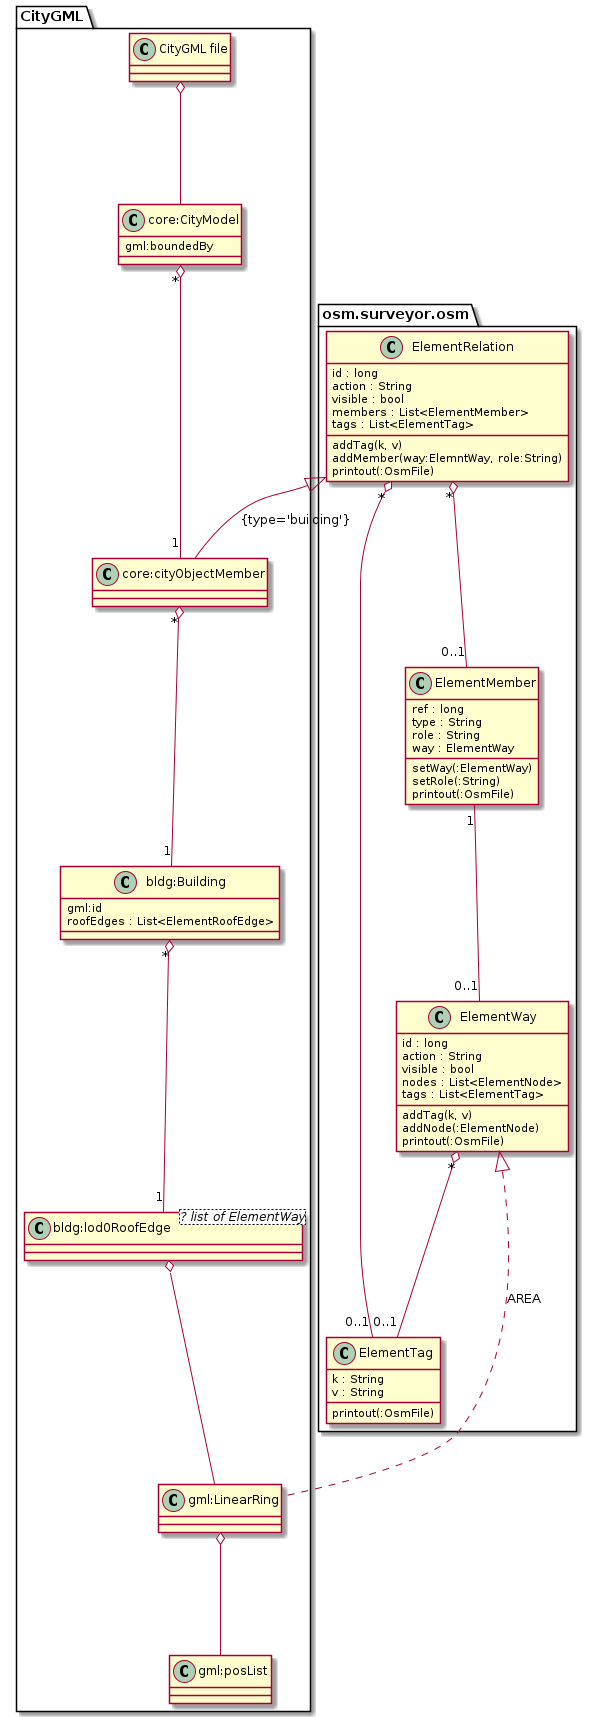 CityGML
C CityGML file
C core:CityModel
gml:boundedBy
*
1
C core:cityObjectMember
*
1
C bldg:Building
gml:id
roofEdges : List<ElementRoofEdge>
*
1
C bldg:lod0RoofEdge
? list of ElementWay
C gml:LinearRing
C gml:posList
osm.surveyor.osm
C ElementRelation
id : long
action : String
visible : bool
members : List<ElementMember>
tags : List<ElementTag>
addTag(k, v)
addMember(way:ElemntWay, role:String)
printout(:OsmFile)
* *
{type='building'}
0..1
C ElementMember
ref : long
type : String
role : String
way : ElementWay
setWay(:ElementWay)
setRole(:String)
printout(:OsmFile)
1
0..1
C ElementWay
id : long
action : String
visible : bool
nodes : List<ElementNode>
tags : List<ElementTag>
addTag(k, v)
addNode(:ElementNode)
printout(:OsmFile)
*
AREA
0..1 0..1
C ElementTag
k : String
v : String
printout(:OsmFile)